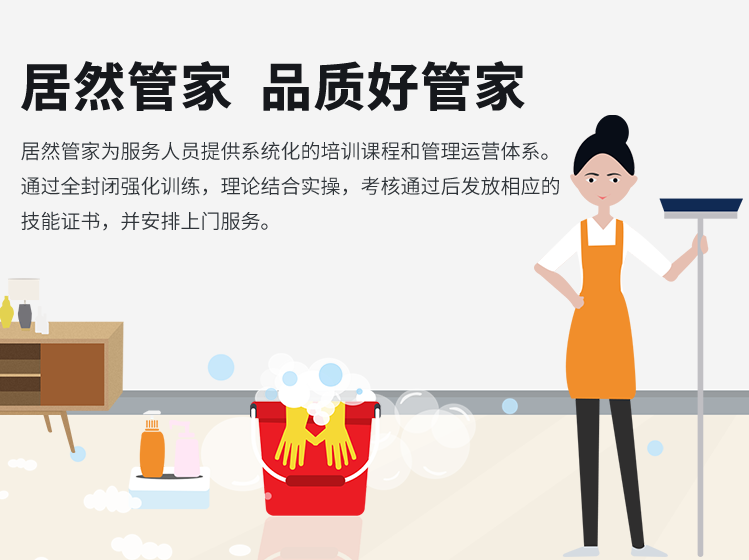 居然管家 品质好管家
居然管家为服务人员提供系统化的培训课程和管理运营体系。
通过全封闭强化训练，理论结合实操，考核通过后发放相应的
技能证书，并安排上门服务。